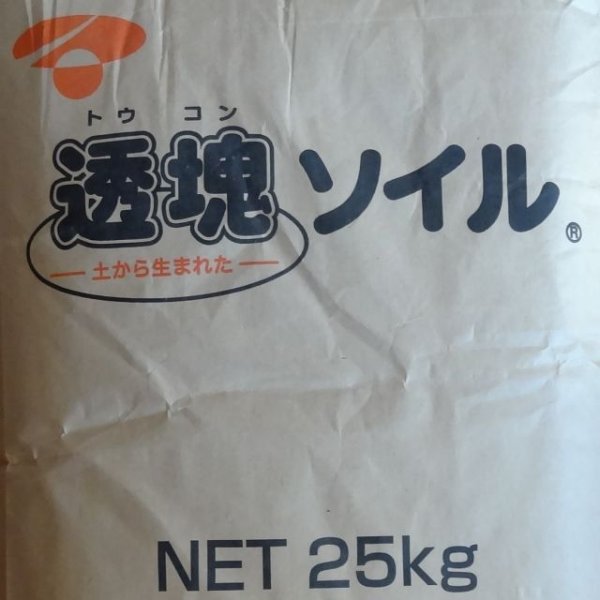 トウ コン
透塊ソイル®
土から生まれた
NET 25kg